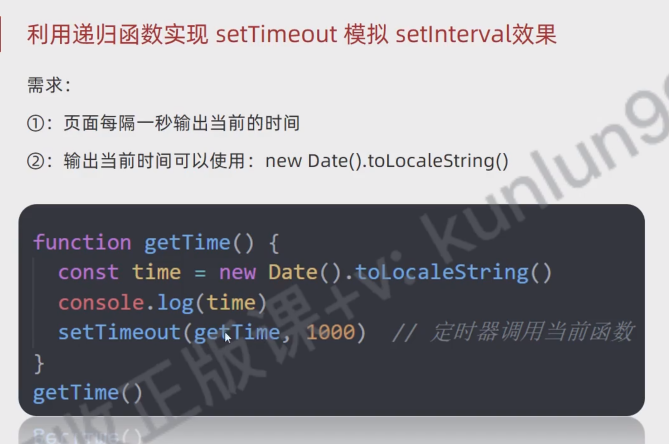 利用递归函数实现 setTimeout 模拟 setInterval效果
需求：
①：页面每隔一秒输出当前的时间
②：输出当前时间可以使用：new Date().toLocaleString()
function getTime() {
const time = new Date().toLocaleString()
console.log(time)
setTimeout(getTime, 1000)  // 定时器调用当前函数
}
getTime()
收正版课+v: kunlun9